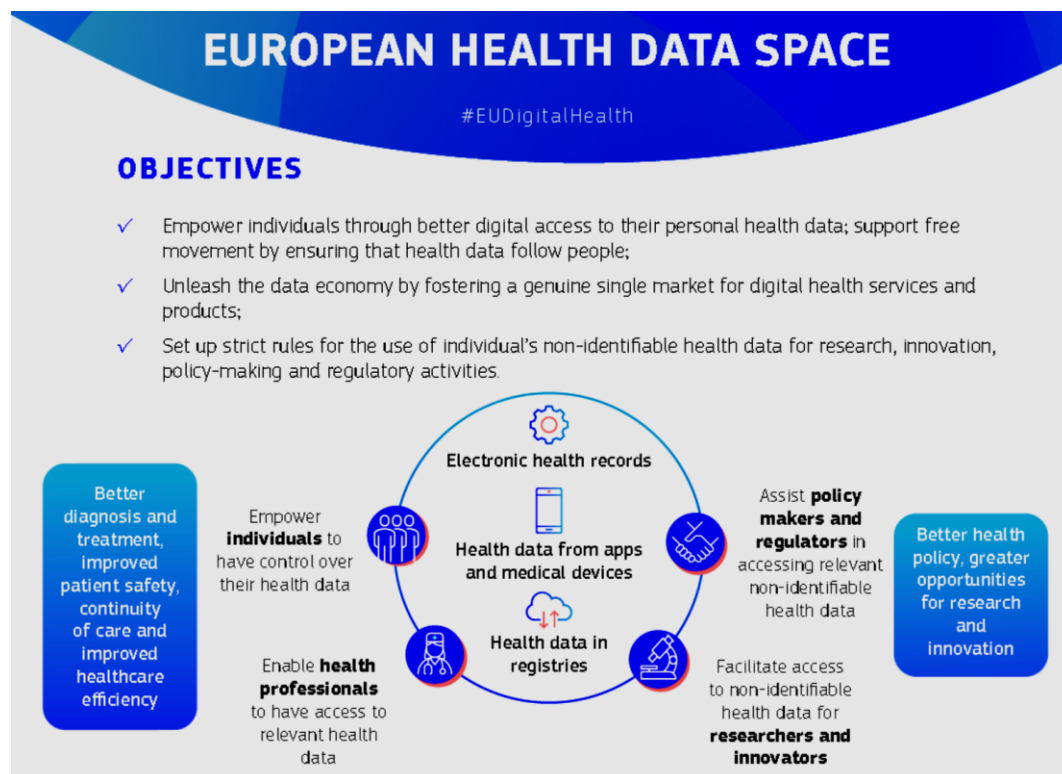 EUROPEAN HEALTH DATA SPACE
#EUDigitalHealth
OBJECTIVES
✓ Empower individuals through better digital access to their personal health data; support free
movement by ensuring that health data follow people;
✓ Unleash the data economy by fostering a genuine single market for digital health services and
products;
✓ Set up strict rules for the use of individual's non-identifiable health data for research, innovation,
policy-making and regulatory activities.
Better
diagnosis and
treatment,
improved
patient safety,
continuity
of care and
improved
healthcare
efficiency
Empower
individuals to
have control over
their health data
Enable health
professionals
to have access to
relevant health
data
Electronic health records
Health data from apps
and medical devices
Health data in
registries
Assist policy
makers and
regulators in
accessing relevant
non-identifiable
health data
Facilitate access
to non-identifiable
health data for
researchers and
innovators
Better health
policy, greater
opportunities
for research
and
innovation